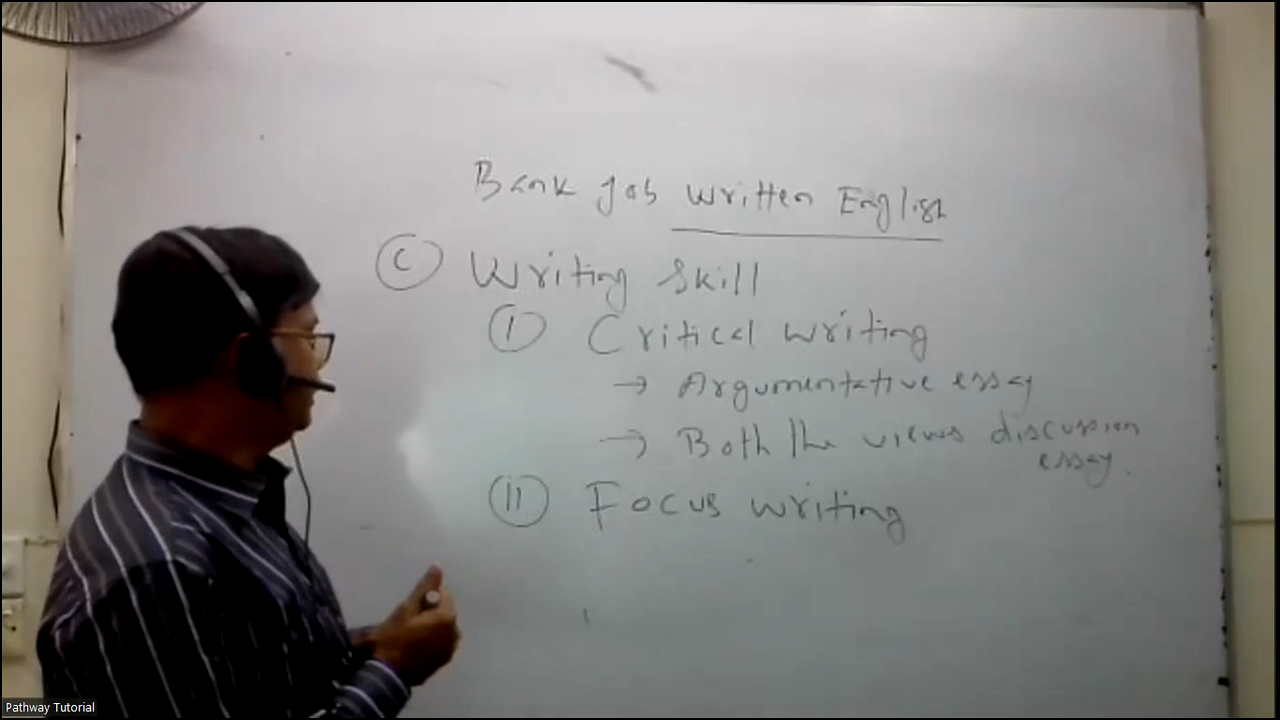 Bank Job Written English
C Writing Skill
I Critical writing
→ Argumentative essay
→ Both the views discussion
essay.
II Focus writing
Pathway Tutorial